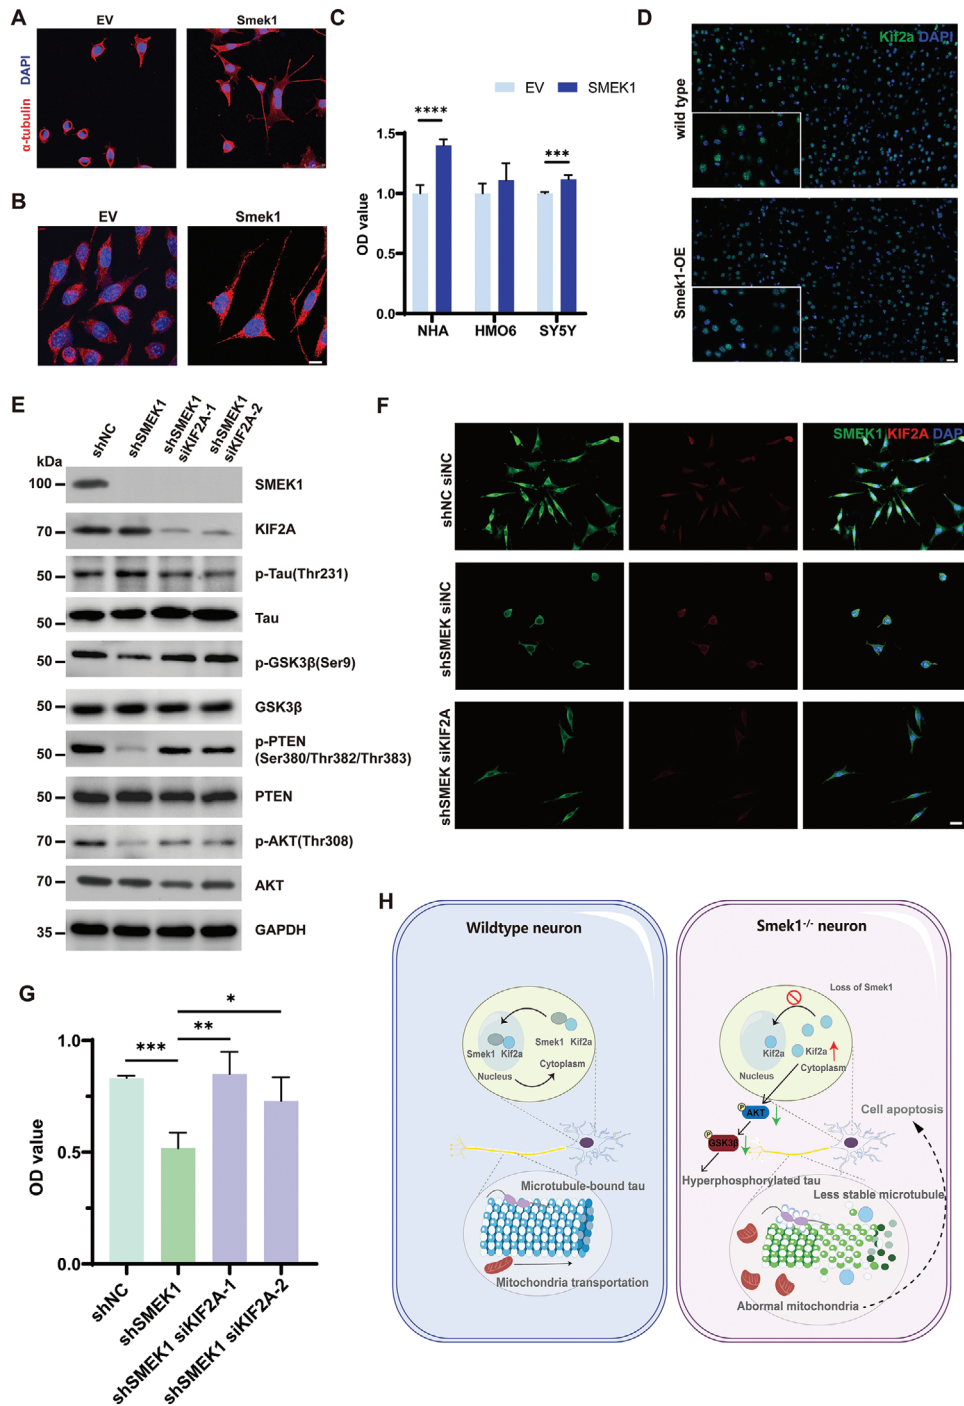 A
EV
Smek1
α-tubulin DAPI
B
EV
Smek1
C
EV
SMEK1
OD value
1.5
1.0
0.5
0.0
****
***
NHA
HMO6
SY5Y
D
Kif2a DAPI
wild type
Smek1-OE
E
shNC
shSMEK1
shSMEK1
siKIF2A-1
shSMEK1
siKIF2A-2
kDa
100
SMEK1
70
KIF2A
50
p-Tau(Thr231)
50
Tau
50
p-GSK3β(Ser9)
50
GSK3β
50
p-PTEN
(Ser380/Thr382/Thr383)
50
PTEN
70
p-AKT(Thr308)
70
AKT
35
GAPDH
F
SMEK1 KIF2A DAPI
shNC siNC
shSMEK siNC
shSMEK siKIF2A
G
OD value
1.0
0.5
0.0
***
**
*
shNC
shSMEK1
shSMEK1 siKIF2A-1
shSMEK1 siKIF2A-2
H
Wildtype neuron
Smek1 Kif2a
Smek1 Kif2a
Nucleus
Cytoplasm
Microtubule-bound tau
Mitochondria transportation
Smek1-/- neuron
Loss of Smek1
Kif2a
Kif2a
Nucleus
Cytoplasm
P
AKT
P
GSK3β
Cell apoptosis
Hyperphosphorylated tau
Less stable microtubule
Abormal mitochondria